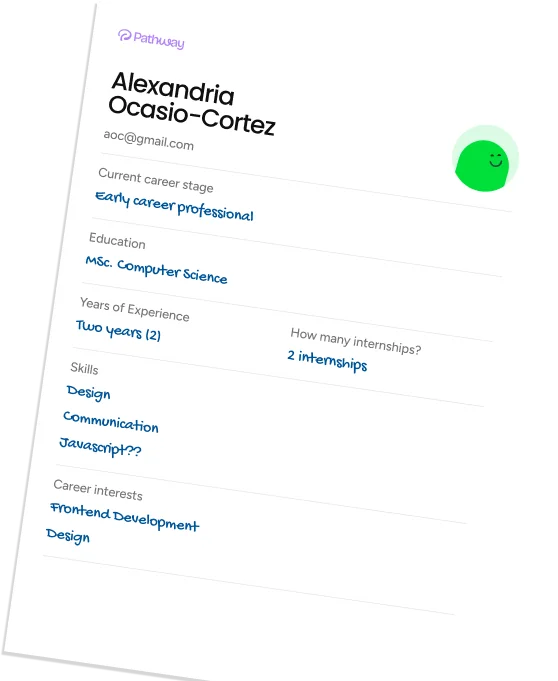 Pathway
Alexandria
Ocasio-Cortez
aoc@gmail.com
Current career stage
Early career professional
Education
MSc. Computer Science
Years of Experience
Two years (2)
How many internships?
2 internships
Skills
Design
Communication
Javascript??
Career interests
Frontend Development
Design